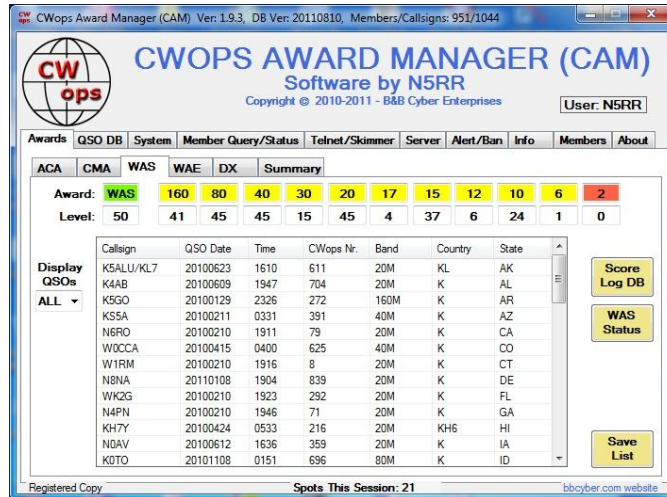 CWops Award Manager (CAM) Ver: 1.9.3, DB Ver: 20110810, Members/Callsigns: 951/1044
CW ops
CWOPS AWARD MANAGER (CAM)
Software by N5RR
Copyright © 2010-2011 - B&B Cyber Enterprises
User: N5RR
Awards QSO DB System Member Query/Status Telnet/Skimmer Server Alert/Ban Info Members About
ACA CMA WAS WAE DX Summary
Award: WAS 160 80 40 30 20 17 15 12 10 6 2
Level: 50 41 45 45 15 45 4 37 6 24 1 0
Display QSOs
ALL
Callsign QSO Date Time CWops Nr. Band Country State
K5ALU/KL7 20100623 1610 611 20M KL AK
K4AB 20100609 1947 704 20M K AL
K5GO 20100129 2326 272 160M K AR
KS5A 20100211 0331 391 40M K AZ
N6RO 20100210 1911 79 20M K CA
W0CCA 20100415 0400 625 40M K CO
W1RM 20100210 1916 8 20M K CT
N8NA 20110108 1904 839 20M K DE
WK2G 20100210 1923 292 20M K FL
N4PN 20100210 1946 71 20M K GA
KH7Y 20100424 0533 216 20M KH6 HI
N0AV 20100612 1636 359 20M K IA
K0TO 20101108 0151 696 80M K ID
Score Log DB
WAS Status
Save List
Registered Copy
Spots This Session: 21
bbcyber.com website